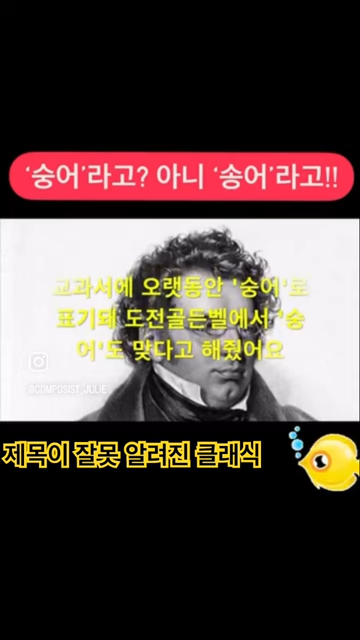 '숭어'라고? 아니 '송어'라고!!
교과서에 오랫동안 '숭어'로
표기돼 도전골든벨에서 '숭
어'도 맞다고 해줬어요
@COMPOSIST_JULIE
제목이 잘못 알려진 클래식